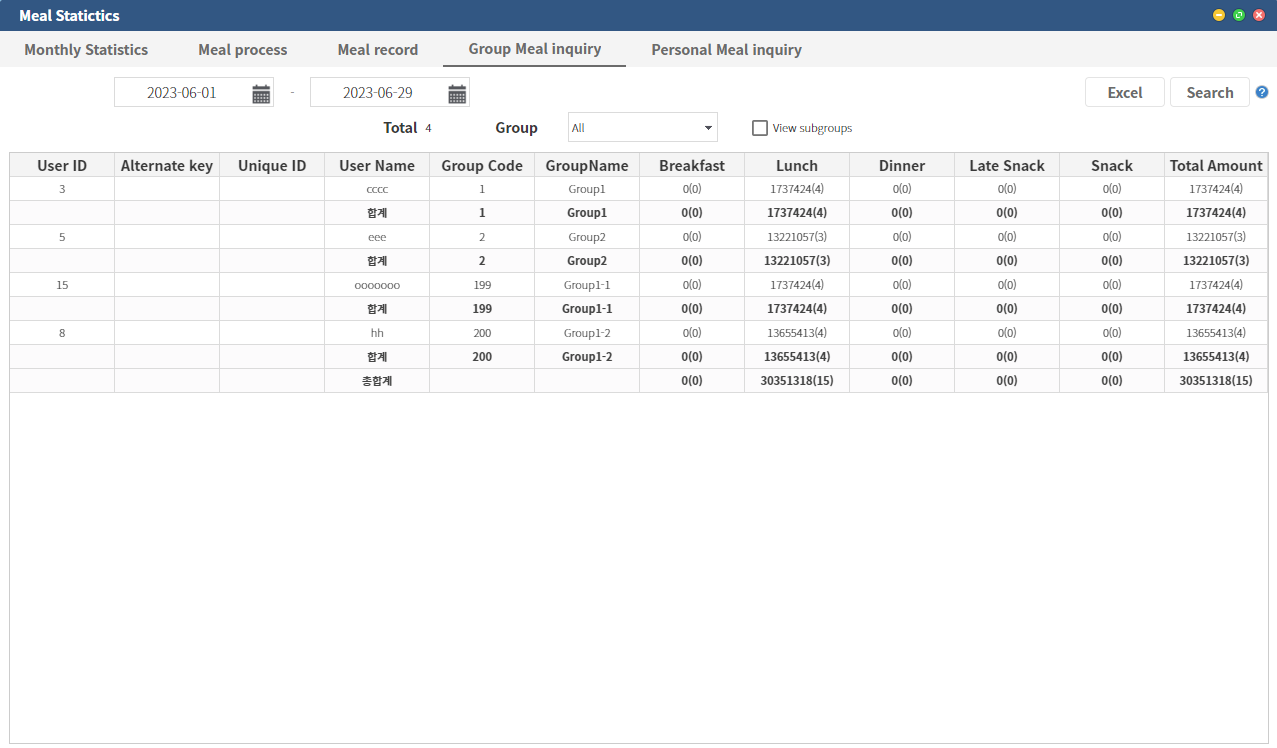 Meal Statictics
Monthly Statistics Meal process Meal record Group Meal inquiry Personal Meal inquiry
2023-06-01 - 2023-06-29 Excel Search ?
Total 4 Group All View subgroups
User ID Alternate key Unique ID User Name Group Code GroupName Breakfast Lunch Dinner Late Snack Snack Total Amount
3 cccc 1 Group1 0(0) 1737424(4) 0(0) 0(0) 0(0) 1737424(4)
합계 1 Group1 0(0) 1737424(4) 0(0) 0(0) 0(0) 1737424(4)
5 eee 2 Group2 0(0) 13221057(3) 0(0) 0(0) 0(0) 13221057(3)
합계 2 Group2 0(0) 13221057(3) 0(0) 0(0) 0(0) 13221057(3)
15 ooooooo 199 Group1-1 0(0) 1737424(4) 0(0) 0(0) 0(0) 1737424(4)
합계 199 Group1-1 0(0) 1737424(4) 0(0) 0(0) 0(0) 1737424(4)
8 hh 200 Group1-2 0(0) 13655413(4) 0(0) 0(0) 0(0) 13655413(4)
합계 200 Group1-2 0(0) 13655413(4) 0(0) 0(0) 0(0) 13655413(4)
총합계 0(0) 30351318(15) 0(0) 0(0) 0(0) 30351318(15)